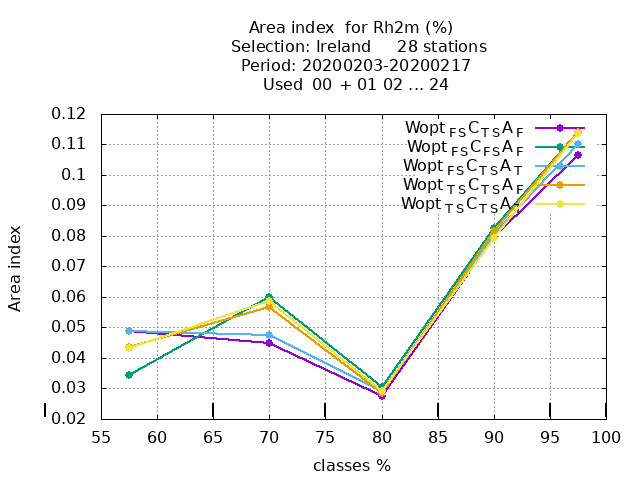 Area index  for Rh2m (%)
Selection: Ireland     28 stations
Period: 20200203-20200217
Used  00 + 01 02 ... 24
0.12
0.11
0.1
0.09
0.08
0.07
0.06
0.05
0.04
0.03
0.02
Area index
Wopt FS C TS A F
Wopt FS C FS A F
Wopt FS C TS A T
Wopt TS C TS A F
Wopt TS C TS A T
55 60 65 70 75 80 85 90 95 100
classes %